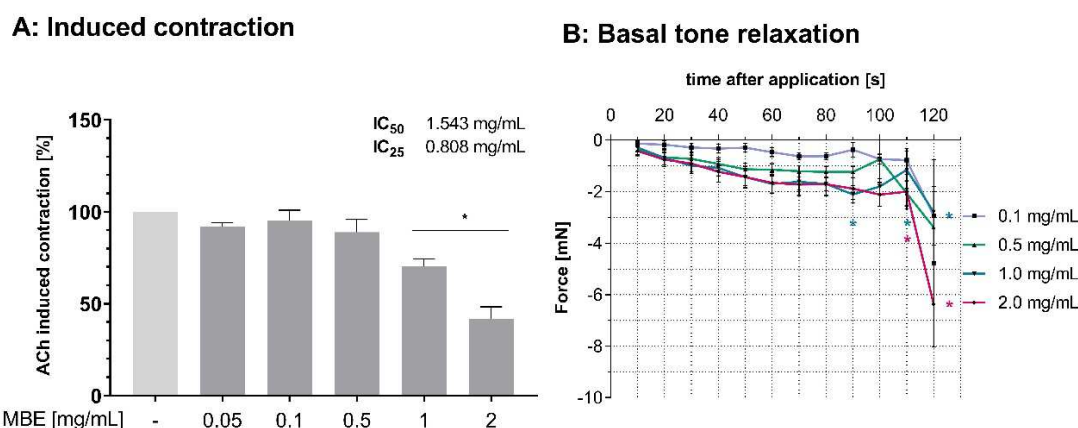 A: Induced contraction
ACh induced contraction [%]
150
100
50
0
IC50 1.543 mg/mL
IC25 0.808 mg/mL
*
MBE [mg/mL] - 0.05 0.1 0.5 1 2
B: Basal tone relaxation
time after application [s]
0 20 40 60 80 100 120
Force [mN]
0
-2
-4
-6
-8
-10
* * *
*
*
0.1 mg/mL
0.5 mg/mL
1.0 mg/mL
2.0 mg/mL